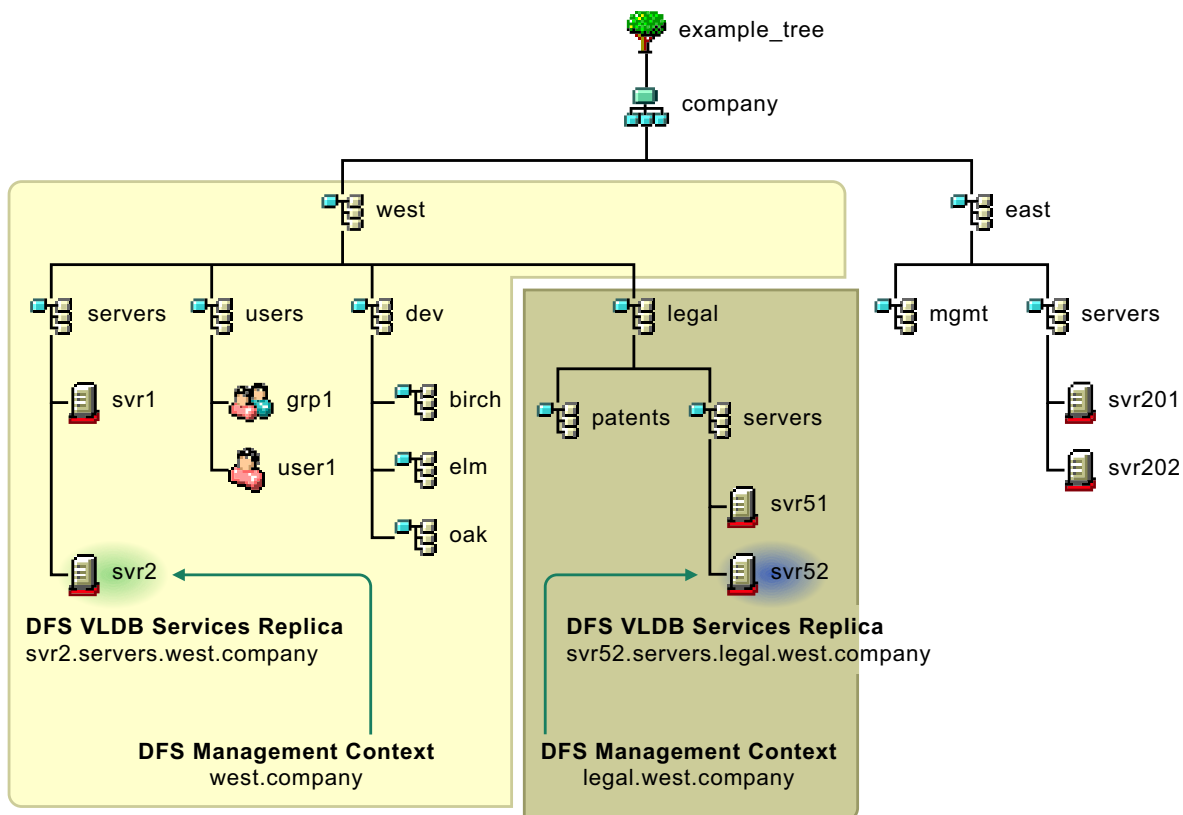 example_tree
company
west
east
servers
users
dev
legal
mgmt
servers
svr1
grp1
birch
patents
servers
svr201
user1
elm
svr202
svr51
oak
svr2
svr52
DFS VLDB Services Replica
svr2.servers.west.company
DFS VLDB Services Replica
svr52.servers.legal.west.company
DFS Management Context
west.company
DFS Management Context
legal.west.company